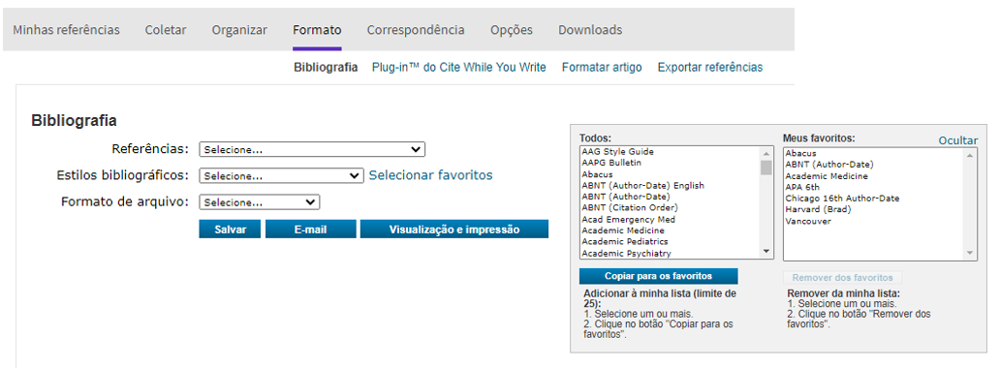 Minhas referências Coletar Organizar Formato Correspondência Opções Downloads
Bibliografia Plug-in™ do Cite While You Write Formatar artigo Exportar referências
Bibliografia
Referências: Selecione...
Estilos bibliográficos: Selecione... Selecionar favoritos
Formato de arquivo: Selecione...
Salvar E-mail Visualização e impressão
Todos:
AAG Style Guide
AAPG Bulletin
Abacus
ABNT (Author-Date) English
ABNT (Author-Date)
ABNT (Citation Order)
Acad Emergency Med
Academic Medicine
Academic Pediatrics
Academic Psychiatry
Copiar para os favoritos
Adicionar à minha lista (limite de
25):
1. Selecione um ou mais.
2. Clique no botão "Copiar para os
favoritos".
Meus favoritos: Ocultar
Abacus
ABNT (Author-Date)
Academic Medicine
APA 6th
Chicago 16th Author-Date
Harvard (Brad)
Vancouver
Remover dos favoritos
Remover da minha lista:
1. Selecione um ou mais.
2. Clique no botão "Remover dos
favoritos".